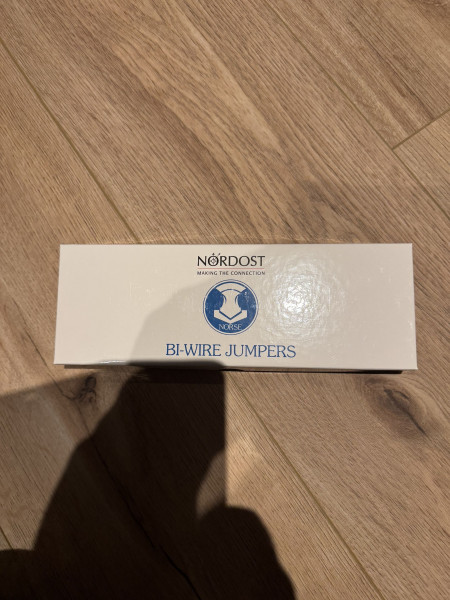 NORDOST
MAKING THE CONNECTION
NORSE
BI-WIRE JUMPERS